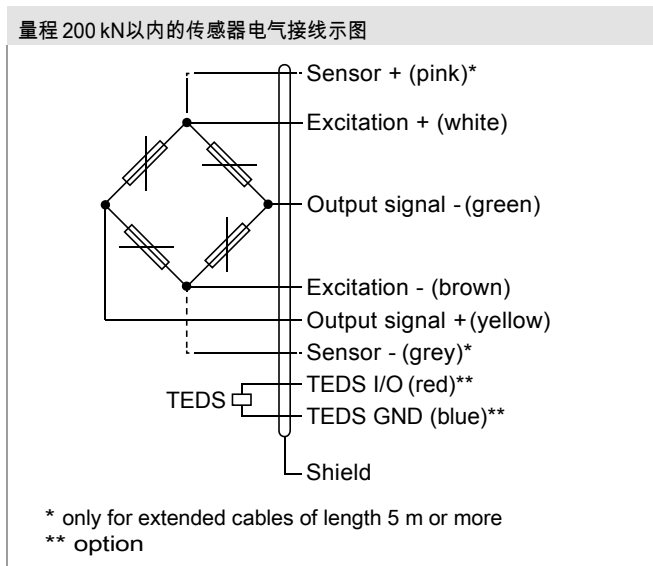 量程 200 kN以内的传感器电气接线示图
Sensor + (pink)*
Excitation + (white)
Output signal - (green)
Excitation - (brown)
Output signal + (yellow)
Sensor - (grey)*
TEDS I/O (red)**
TEDS
TEDS GND (blue)**
Shield
* only for extended cables of length 5 m or more
** option